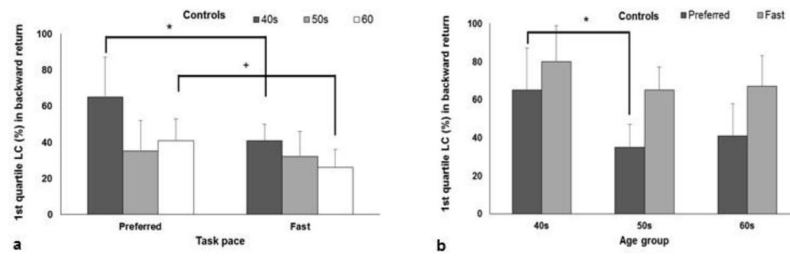 Controls ■40s ■50s □60
1st quartile LC (%) in backward return
100
80
60
40
20
0
*
+
Preferred Fast
Task pace
a
Controls ■Preferred ■Fast
1st quartile LC (%) in backward return
100
80
60
40
20
0
*
40s 50s 60s
Age group
b